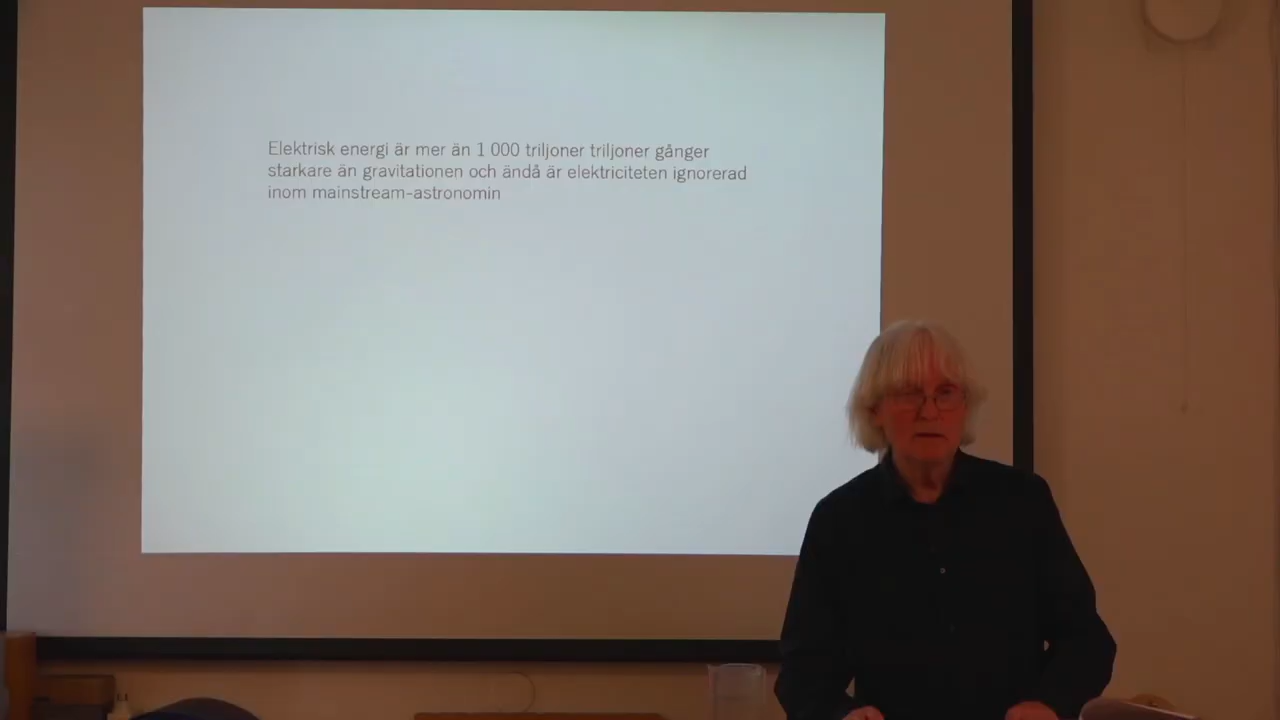 Elektrisk energi är mer än 1 000 triljoner triljoner gånger
starkare än gravitationen och ändå är elektriciteten ignorerad
inom mainstream-astronomin